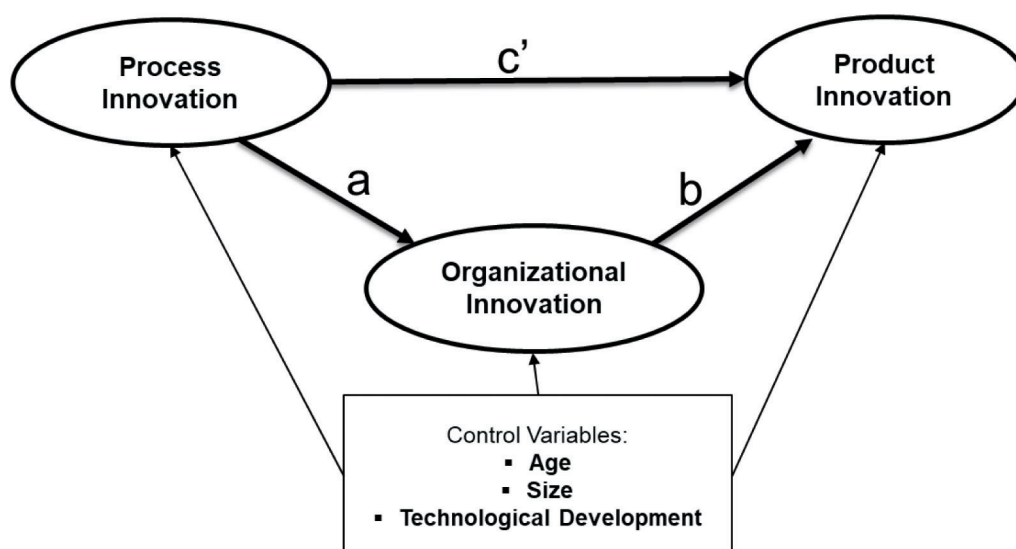 Process
Innovation
c’
Product
Innovation
a
b
Organizational
Innovation
Control Variables:
▪ Age
▪ Size
▪ Technological Development